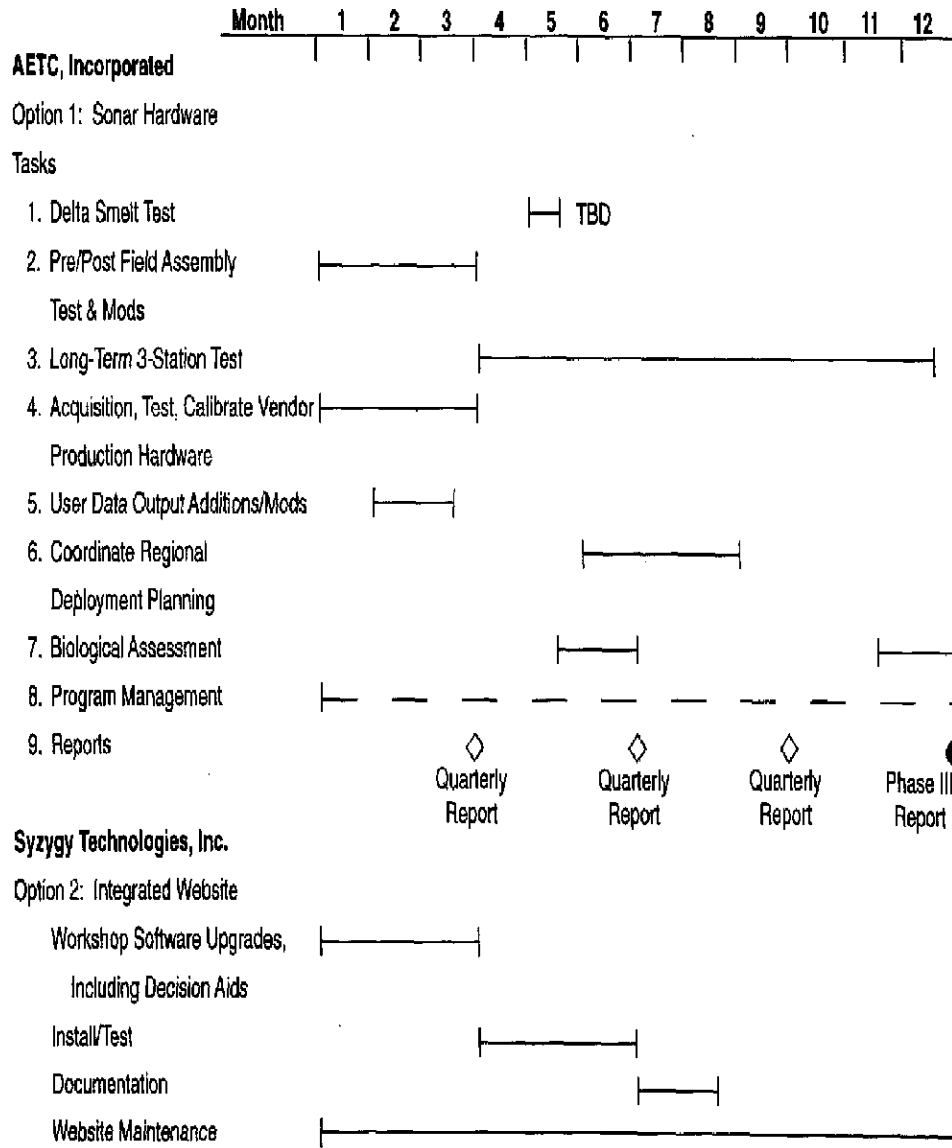 Month 1 2 3 4 5 6 7 8 9 10 11 12
AETC, Incorporated
Option 1: Sonar Hardware
Tasks
1. Delta Smelt Test TBD
2. Pre/Post Field Assembly
Test & Mods
3. Long-Term 3-Station Test
4. Acquisition, Test, Calibrate Vendor
Production Hardware
5. User Data Output Additions/Mods
6. Coordinate Regional
Deployment Planning
7. Biological Assessment
8. Program Management
9. Reports
Quarterly Quarterly Quarterly Phase III
Report Report Report Report
Syzygy Technologies, Inc.
Option 2: Integrated Website
Workshop Software Upgrades,
Including Decision Aids
Install/Test
Documentation
Website Maintenance